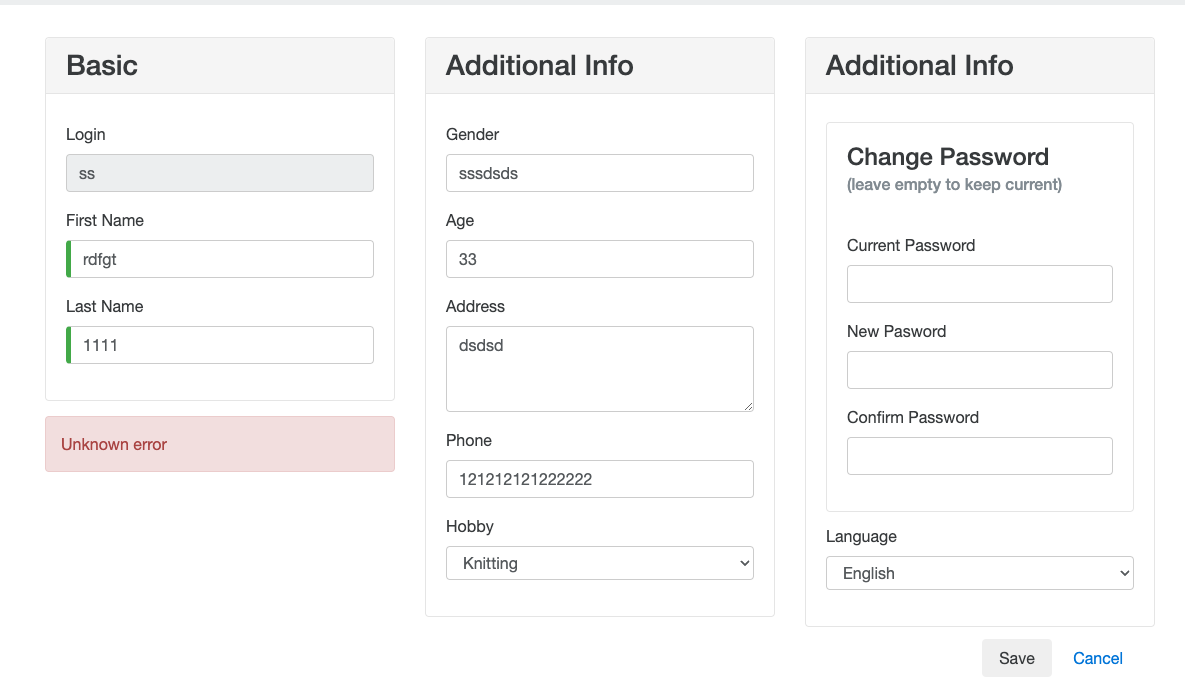 Basic
Login
ss
First Name
rdfgt
Last Name
1111
Unknown error
Additional Info
Gender
sssdsds
Age
33
Address
dsdsd
Phone
121212121222222
Hobby
Knitting
Additional Info
Change Password
(leave empty to keep current)
Current Password
New Pasword
Confirm Password
Language
English
Save
Cancel